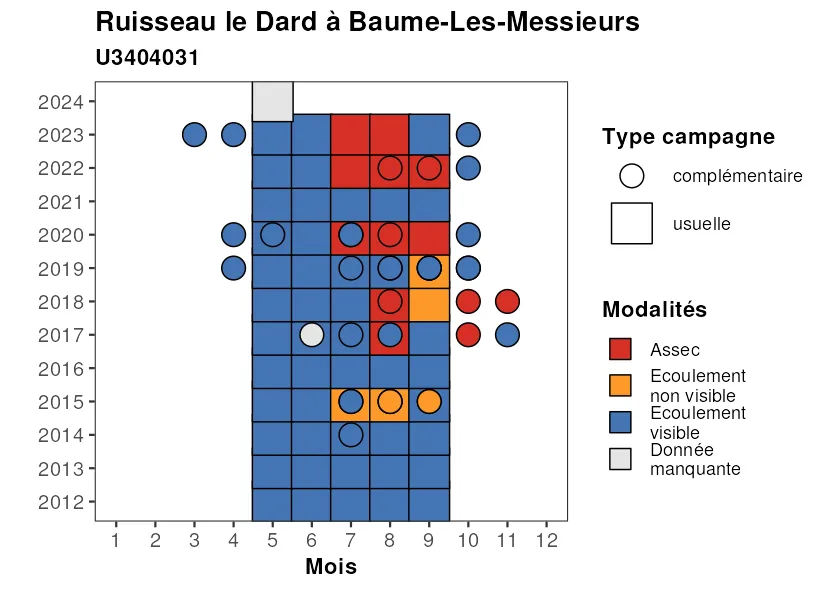 Ruisseau le Dard à Baume-Les-Messieurs
U3404031
2024
2023
2022
2021
2020
2019
2018
2017
2016
2015
2014
2013
2012
1 2 3 4 5 6 7 8 9 10 11 12
Mois
Type campagne
complémentaire
usuelle
Modalités
Assec
Ecoulement
non visible
Ecoulement
visible
Donnée
manquante